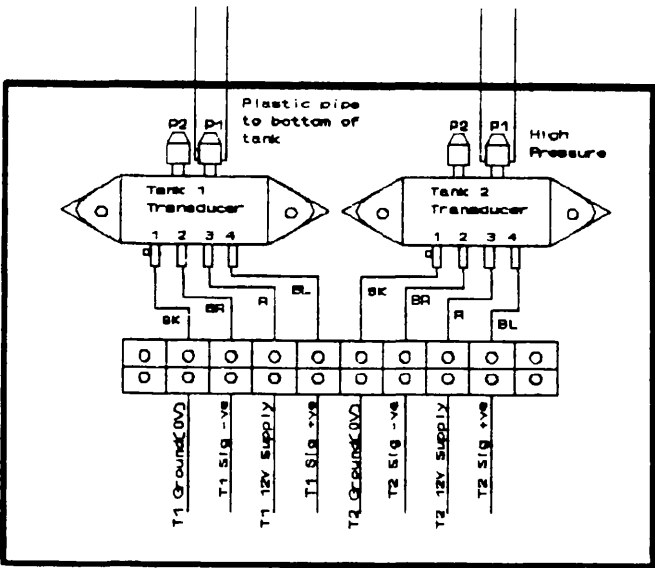 Plastic pipe
to bottom of
tank
P2 P1
P2 P1
High
Pressure
Tank 1
Transducer
1 2 3 4
Tank 2
Transducer
1 2 3 4
BK BR R BL
BK BR R BL
T1 Ground(0V)
T1 Sig -ve
T1 12V Supply
T1 Sig +ve
T2 Ground(0V)
T2 Sig -ve
T2 12V Supply
T2 Sig +ve